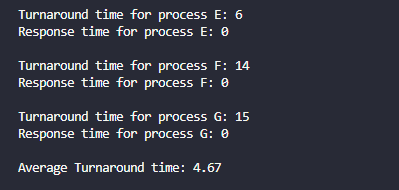 Turnaround time for process E: 6
Response time for process E: 0
Turnaround time for process F: 14
Response time for process F: 0
Turnaround time for process G: 15
Response time for process G: 0
Average Turnaround time: 4.67